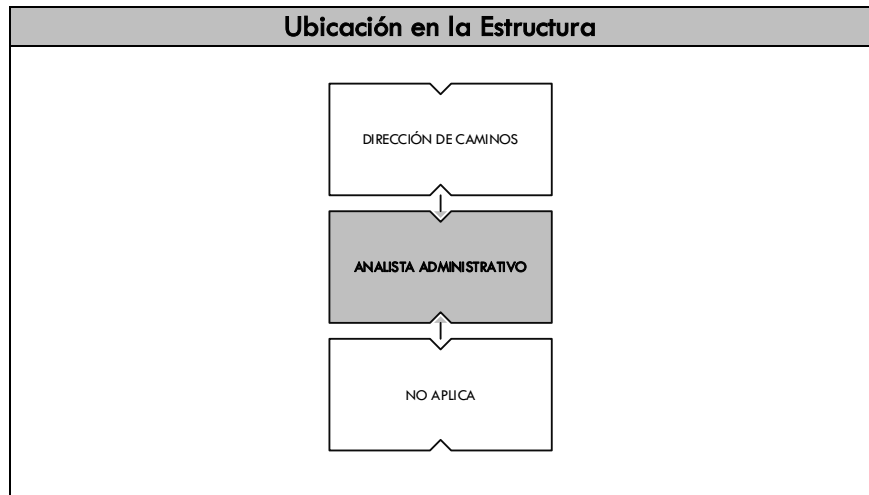 Ubicación en la Estructura
DIRECCIÓN DE CAMINOS
ANALISTA ADMINISTRATIVO
NO APLICA